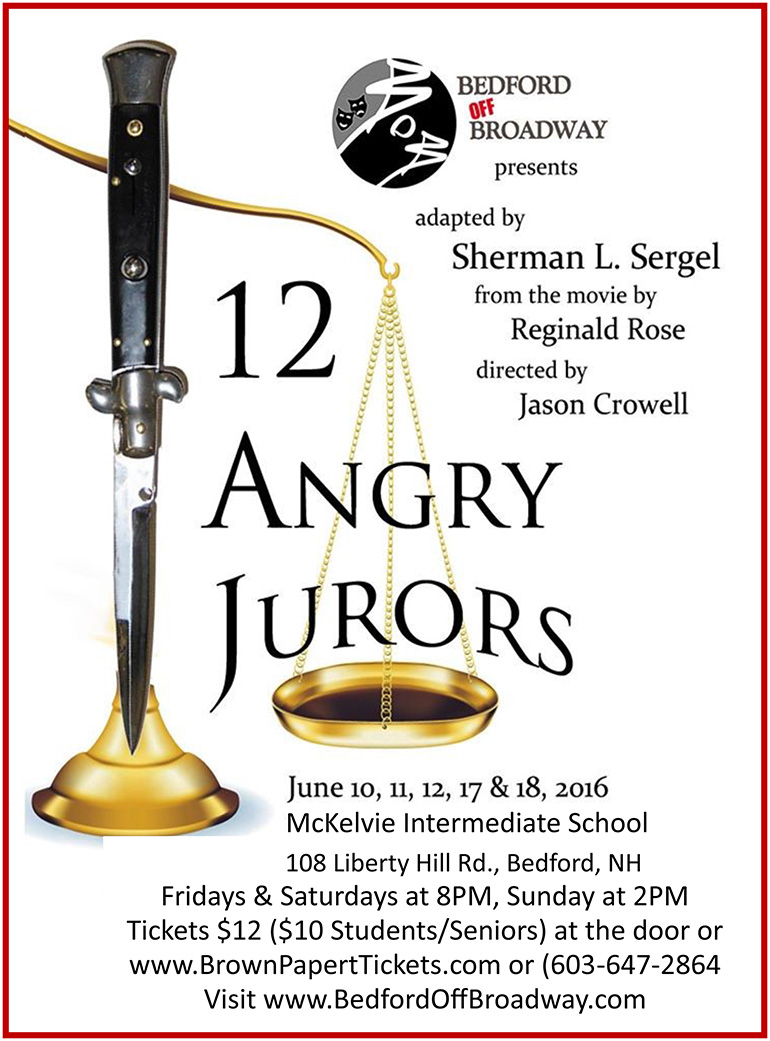 BEDFORD
OFF
BROADWAY
presents
adapted by
Sherman L. Sergel
from the movie by
Reginald Rose
directed by
Jason Crowell
12
ANGRY
JURORS
June 10, 11, 12, 17 & 18, 2016
McKelvie Intermediate School
108 Liberty Hill Rd., Bedford, NH
Fridays & Saturdays at 8PM, Sunday at 2PM
Tickets $12 ($10 Students/Seniors) at the door or
www.BrownPapertTickets.com or (603-647-2864
Visit www.BedfordOffBroadway.com